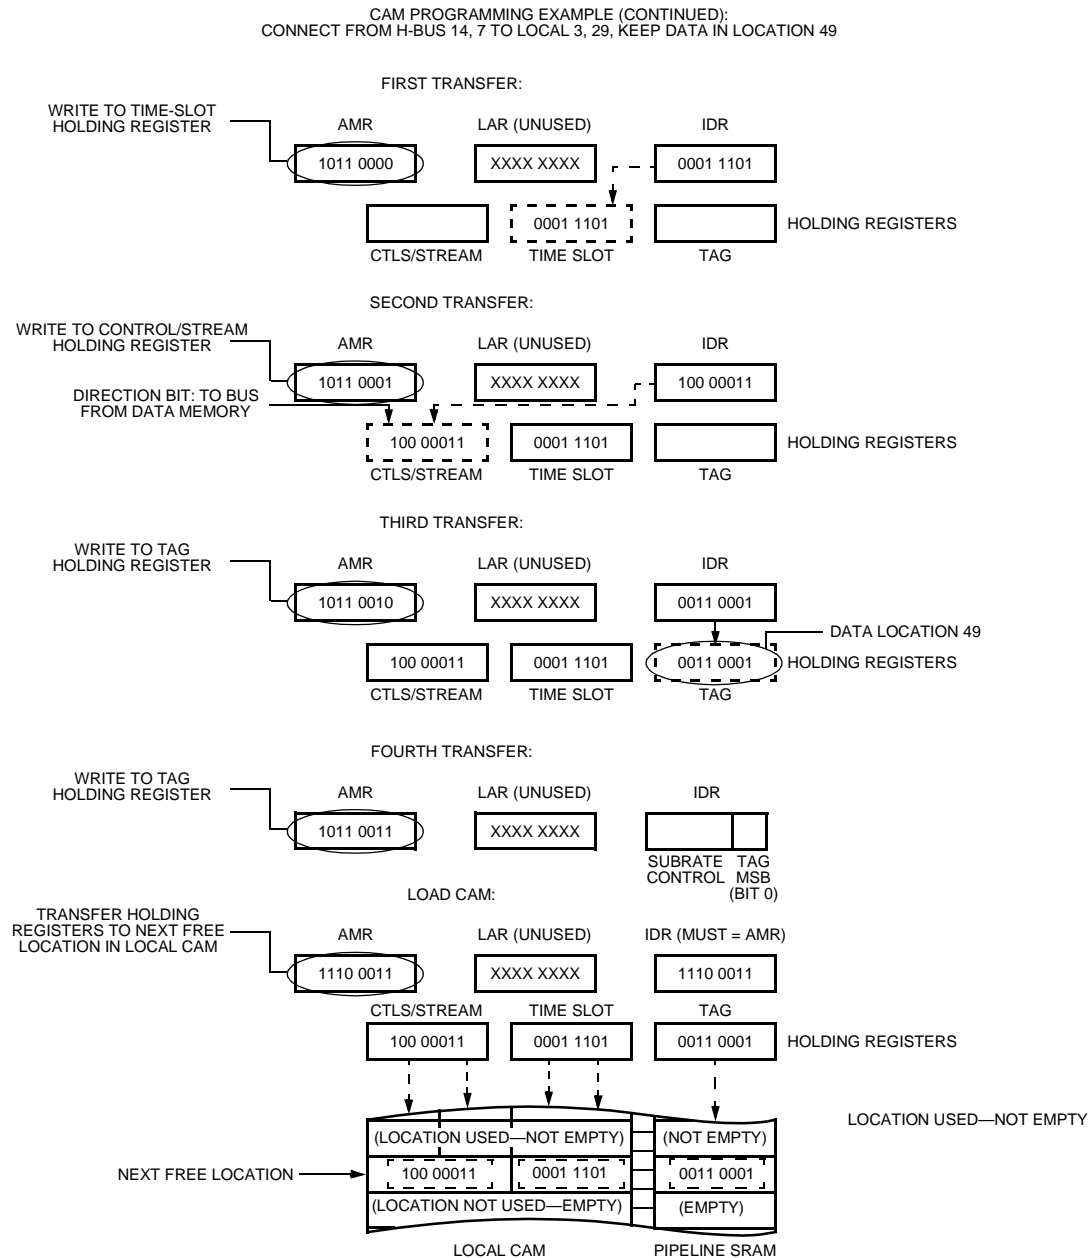 CAM PROGRAMMING EXAMPLE (CONTINUED):
CONNECT FROM H-BUS 14, 7 TO LOCAL 3, 29, KEEP DATA IN LOCATION 49
FIRST TRANSFER:
WRITE TO TIME-SLOT
HOLDING REGISTER
AMR LAR (UNUSED) IDR
1011 0000 XXXX XXXX 0001 1101
0001 1101 HOLDING REGISTERS
CTLS/STREAM TIME SLOT TAG
SECOND TRANSFER:
WRITE TO CONTROL/STREAM
HOLDING REGISTER
AMR LAR (UNUSED) IDR
1011 0001 XXXX XXXX 100 00011
DIRECTION BIT: TO BUS
FROM DATA MEMORY
100 00011 0001 1101 HOLDING REGISTERS
CTLS/STREAM TIME SLOT TAG
THIRD TRANSFER:
WRITE TO TAG
HOLDING REGISTER
AMR LAR (UNUSED) IDR
1011 0010 XXXX XXXX 0011 0001
DATA LOCATION 49
100 00011 0001 1101 0011 0001 HOLDING REGISTERS
CTLS/STREAM TIME SLOT TAG
FOURTH TRANSFER:
WRITE TO TAG
HOLDING REGISTER
AMR LAR (UNUSED) IDR
1011 0011 XXXX XXXX
SUBRATE TAG
CONTROL MSB
(BIT 0)
LOAD CAM:
TRANSFER HOLDING
REGISTERS TO NEXT FREE
LOCATION IN LOCAL CAM
AMR LAR (UNUSED) IDR (MUST = AMR)
1110 0011 XXXX XXXX 1110 0011
CTLS/STREAM TIME SLOT TAG
100 00011 0001 1101 0011 0001 HOLDING REGISTERS
LOCATION USED—NOT EMPTY
(LOCATION USED—NOT EMPTY) (NOT EMPTY)
NEXT FREE LOCATION 100 00011 0001 1101 0011 0001
(LOCATION NOT USED—EMPTY) (EMPTY)
LOCAL CAM PIPELINE SRAM